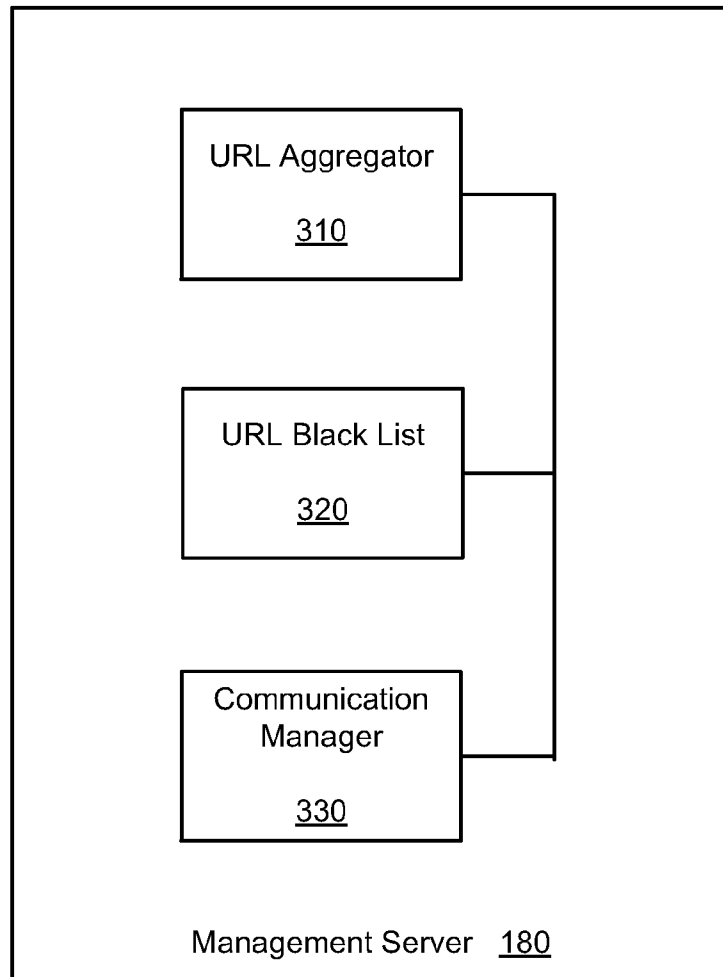 URL Aggregator
310
URL Black List
320
Communication
Manager
330
Management Server 180